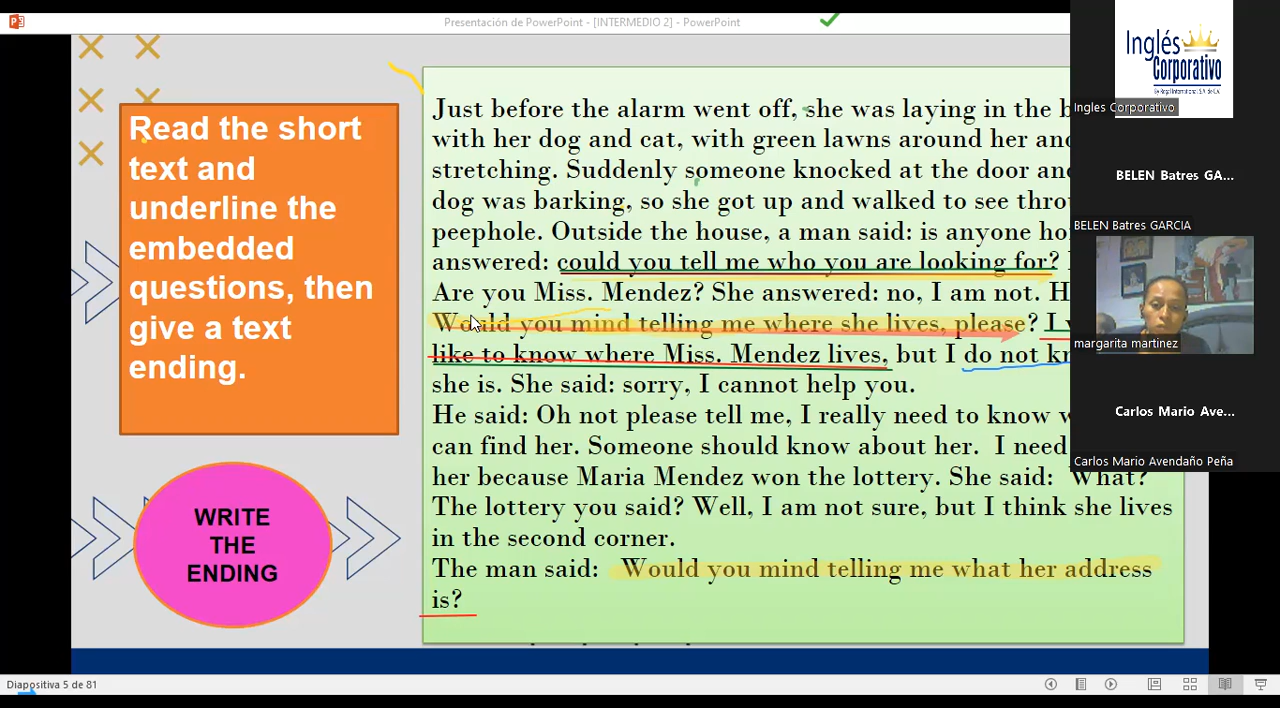 Presentación de PowerPoint - [INTERMEDIO 2] - PowerPoint
Inglés
Corporativo
Ingles Corporativo
BELEN Batres GA...
BELEN Batres GARCIA
margarita martinez
Carlos Mario Ave...
Carlos Mario Avendaño Peña
Read the short
text and
underline the
embedded
questions, then
give a text
ending.
WRITE
THE
ENDING
Just before the alarm went off, she was laying in the
with her dog and cat, with green lawns around her
stretching. Suddenly someone knocked at the door
dog was barking, so she got up and walked to see
peephole. Outside the house, a man said: is anyone
answered: could you tell me who you are looking for?
Are you Miss. Mendez? She answered: no, I am not.
Would you mind telling me where she lives, please? I
like to know where Miss. Mendez lives, but I do not
she is. She said: sorry, I cannot help you.
He said: Oh not please tell me, I really need to know
can find her. Someone should know about her. I need
her because Maria Mendez won the lottery. She said: What?
The lottery you said? Well, I am not sure, but I think she lives
in the second corner.
The man said: Would you mind telling me what her address
is?
Diapositiva 5 de 81